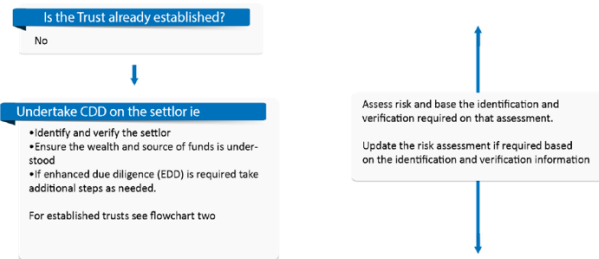 Is the Trust already established?
No
Undertake CDD on the settlor ie
•Identify and verify the settlor
•Ensure the wealth and source of funds is under-
stood
•If enhanced due diligence (EDD) is required take
additional steps as needed.
For established trusts see flowchart two
Assess risk and base the identification and
verification required on that assessment.
Update the risk assessment if required based
on the identification and verification information